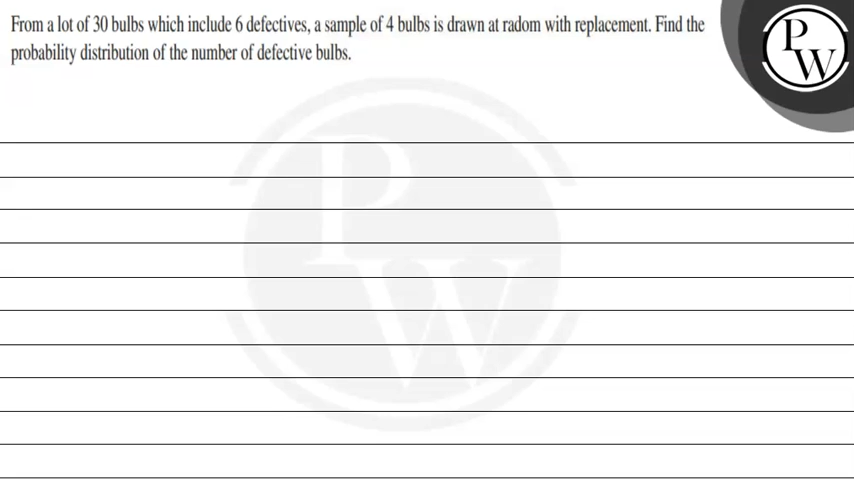 From a lot of 30 bulbs which include 6 defectives, a sample of 4 bulbs is drawn at radom with replacement. Find the
probability distribution of the number of defective bulbs.
P
W
P
W